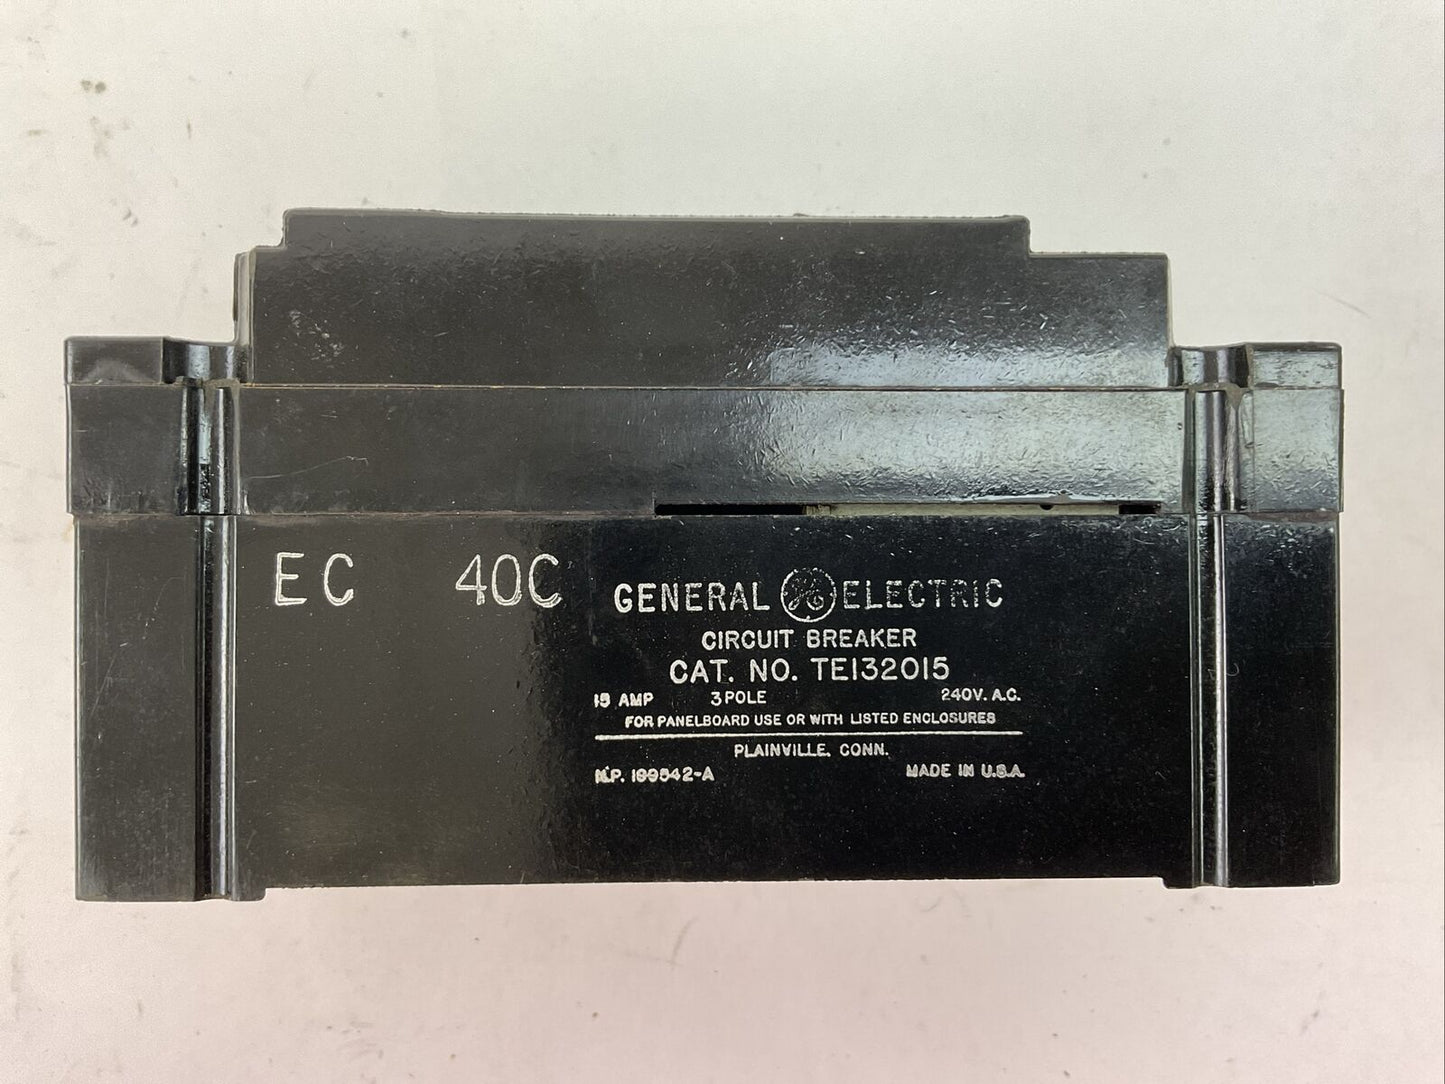 EC 40C
GENERAL GE ELECTRIC
CIRCUIT BREAKER
CAT. NO. TE132015
15 AMP 3 POLE 240V. A.C.
FOR PANELBOARD USE OR WITH LISTED ENCLOSURES
PLAINVILLE, CONN.
N.P. 199542-A MADE IN U.S.A.